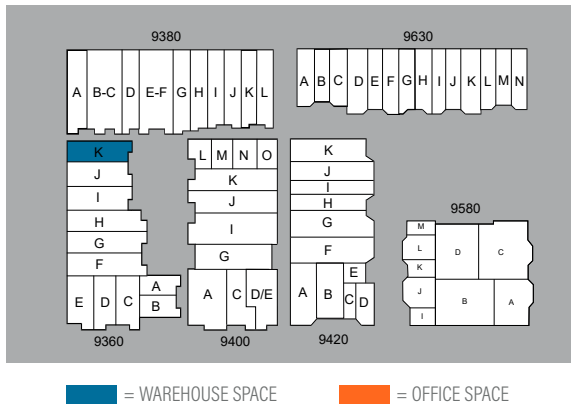 9380 9630
A B-C D E-F G H I J K L
A B C D E F G H I J K L M N
K
J
I
H
G
F
E D C
A
B
9360
L M N O
K
J
I
G
A C D/E
9400
K
J
I
H
G
F
E
A B C D
9420
9580
M
L
K
J
I
D C
B A
= WAREHOUSE SPACE = OFFICE SPACE